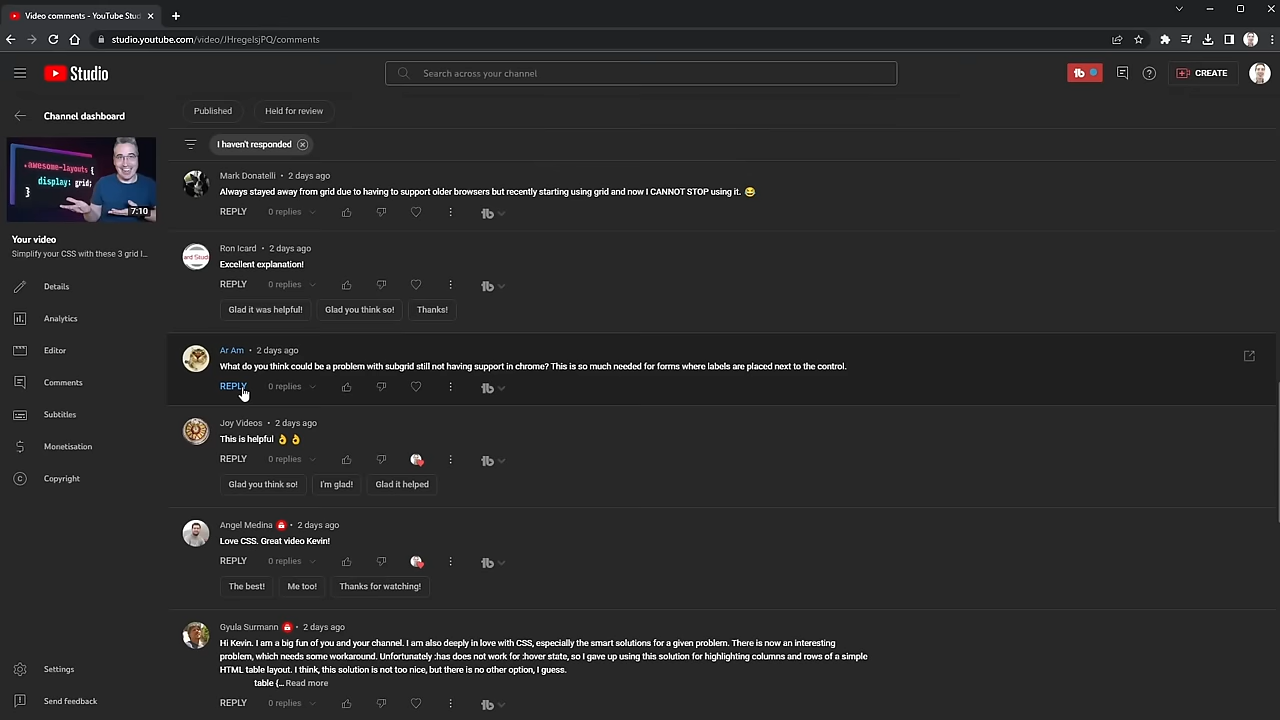 Video comments - YouTube Stud
studio.youtube.com/video/JHregeIsjPQ/comments
Studio
Search across your channel
CREATE
Channel dashboard
.awesome-layouts {
display: grid;
}
7:10
Your video
Simplify your CSS with these 3 grid l...
Details
Analytics
Editor
Comments
Subtitles
Monetisation
Copyright
Settings
Send feedback
Published Held for review
I haven't responded
Mark Donatelli • 2 days ago
Always stayed away from grid due to having to support older browsers but recently starting using grid and now I CANNOT STOP using it. 😂
REPLY 0 replies
Ron Icard • 2 days ago
Excellent explanation!
REPLY 0 replies
Glad it was helpful! Glad you think so! Thanks!
Ar Am • 2 days ago
What do you think could be a problem with subgrid still not having support in chrome? This is so much needed for forms where labels are placed next to the control.
REPLY 0 replies
Joy Videos • 2 days ago
This is helpful 👌👌
REPLY 0 replies
Glad you think so! I'm glad! Glad it helped
Angel Medina • 2 days ago
Love CSS. Great video Kevin!
REPLY 0 replies
The best! Me too! Thanks for watching!
Gyula Surmann • 2 days ago
Hi Kevin. I am a big fun of you and your channel. I am also deeply in love with CSS, especially the smart solutions for a given problem. There is now an interesting
problem, which needs some workaround. Unfortunately :has does not work for :hover state, so I gave up using this solution for highlighting columns and rows of a simple
HTML table layout. I think, this solution is not too nice, but there is no other option, I guess.
table {... Read more
REPLY 0 replies